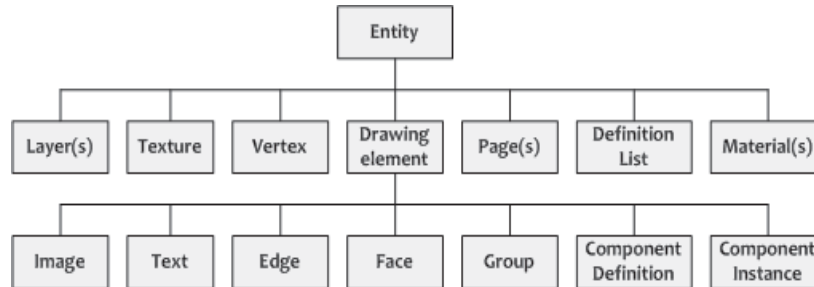 Entity
Layer(s)
Texture
Vertex
Drawing
element
Page(s)
Definition
List
Material(s)
Image
Text
Edge
Face
Group
Component
Definition
Component
Instance